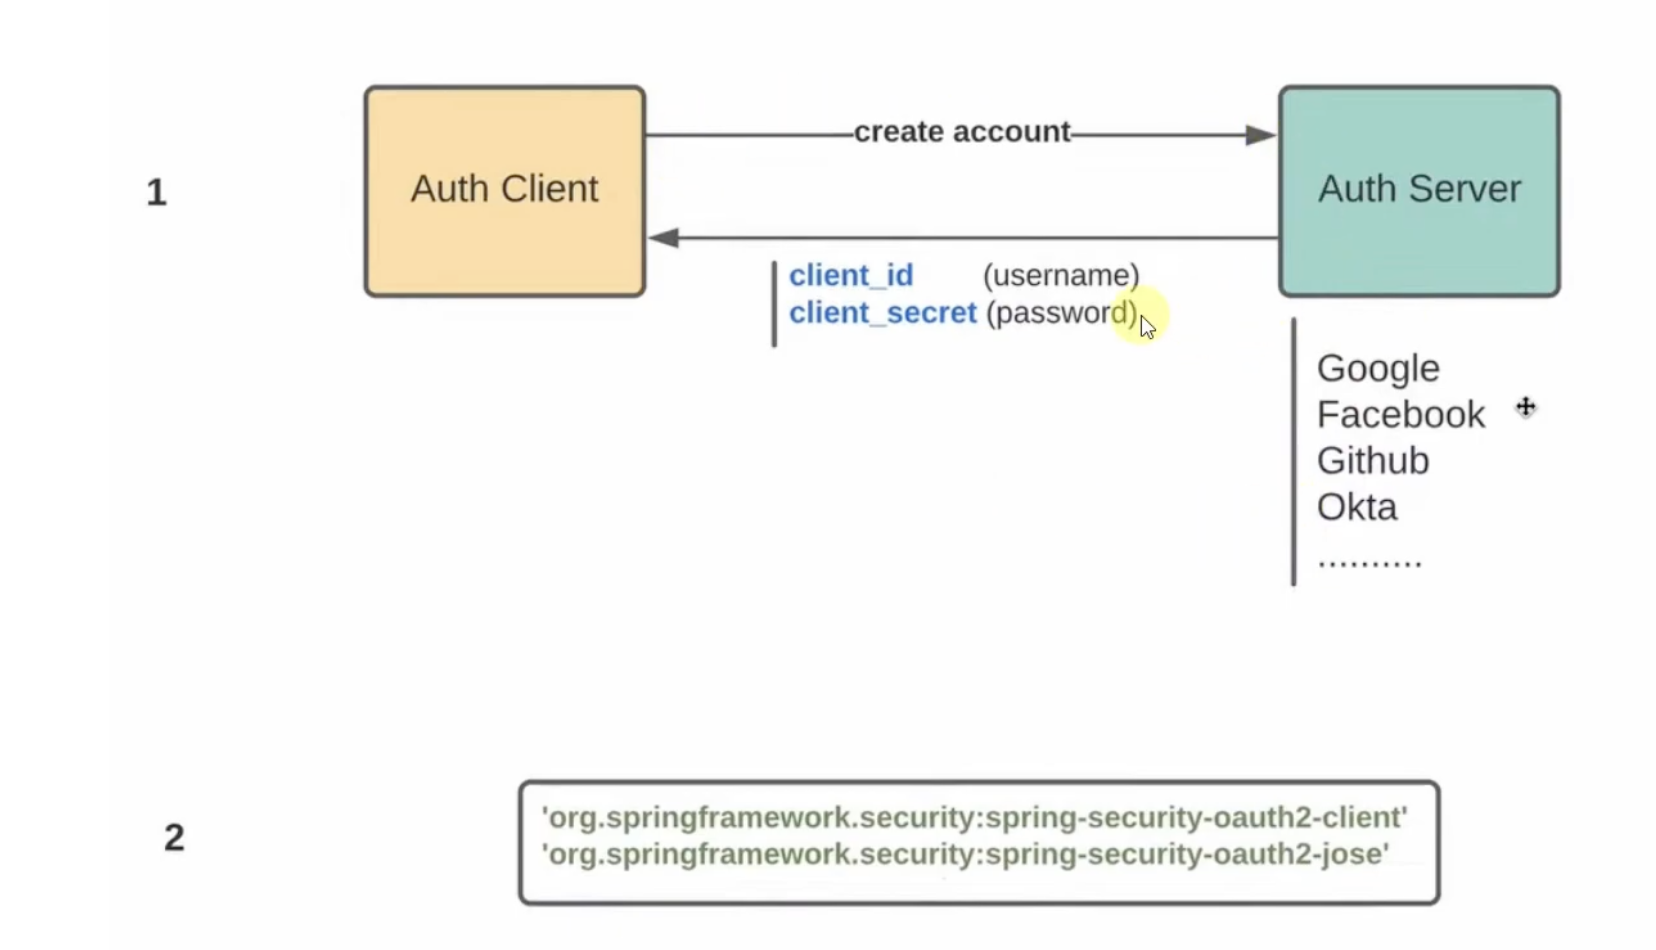 1
Auth Client
create account
Auth Server
client_id (username)
client_secret (password)
Google
Facebook
Github
Okta
..........
2
'org.springframework.security:spring-security-oauth2-client'
'org.springframework.security:spring-security-oauth2-jose'